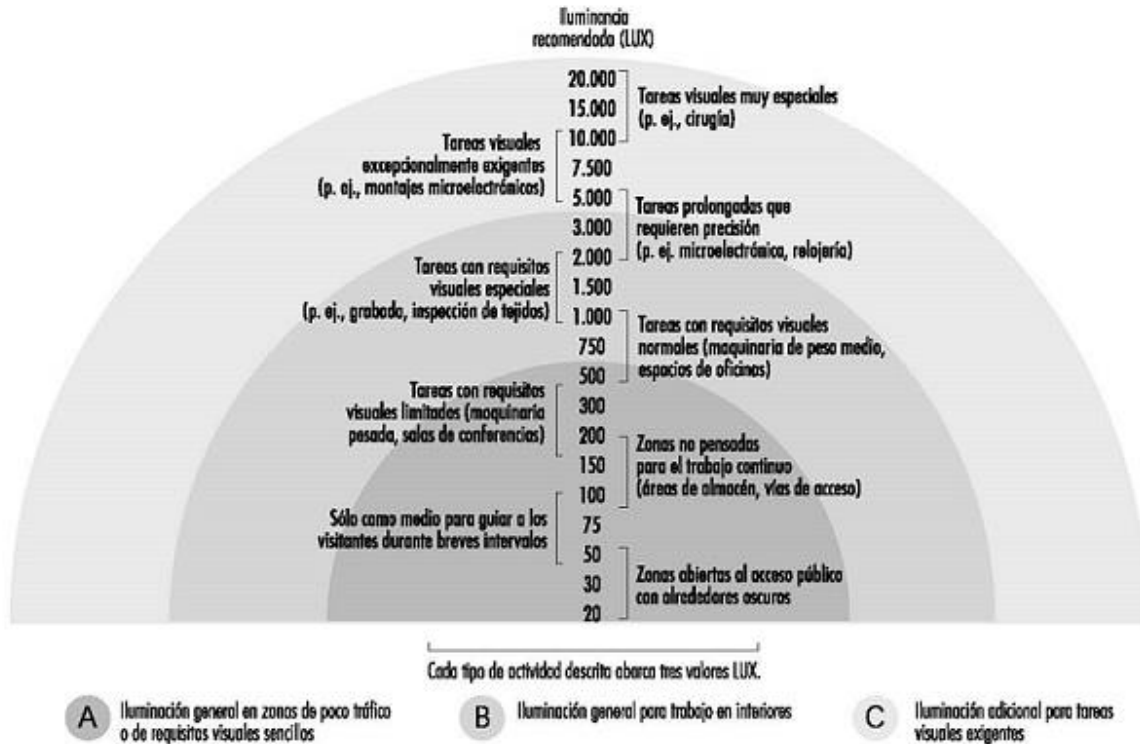 Iluminancia
recomendada (LUX)
20.000
15.000
10.000
7.500
5.000
3.000
2.000
1.500
1.000
750
500
300
200
150
100
75
50
30
20
Tareas visuales muy especiales
(p. ej., cirugía)
Tareas visuales
excepcionalmente exigentes
(p. ej., montajes microelectrónicos)
Tareas prolongadas que
requieren precisión
(p. ej. microelectrónica, relojería)
Tareas con requisitos
visuales especiales
(p. ej., grabado, inspección de tejidos)
Tareas con requisitos visuales
normales (maquinaria de peso medio,
espacios de oficinas)
Tareas con requisitos
visuales limitados (maquinaria
pesada, salas de conferencias)
Zonas no pensadas
para el trabajo continuo
(áreas de almacén, vías de acceso)
Sólo como medio para guiar a los
visitantes durante breves intervalos
Zonas abiertas al acceso público
con alrededores oscuros
Cada tipo de actividad descrita abarca tres valores LUX.
A Iluminación general en zonas de poco tráfico
o de requisitos visuales sencillos
B Iluminación general para trabajo en interiores
C Iluminación adicional para tareas
visuales exigentes